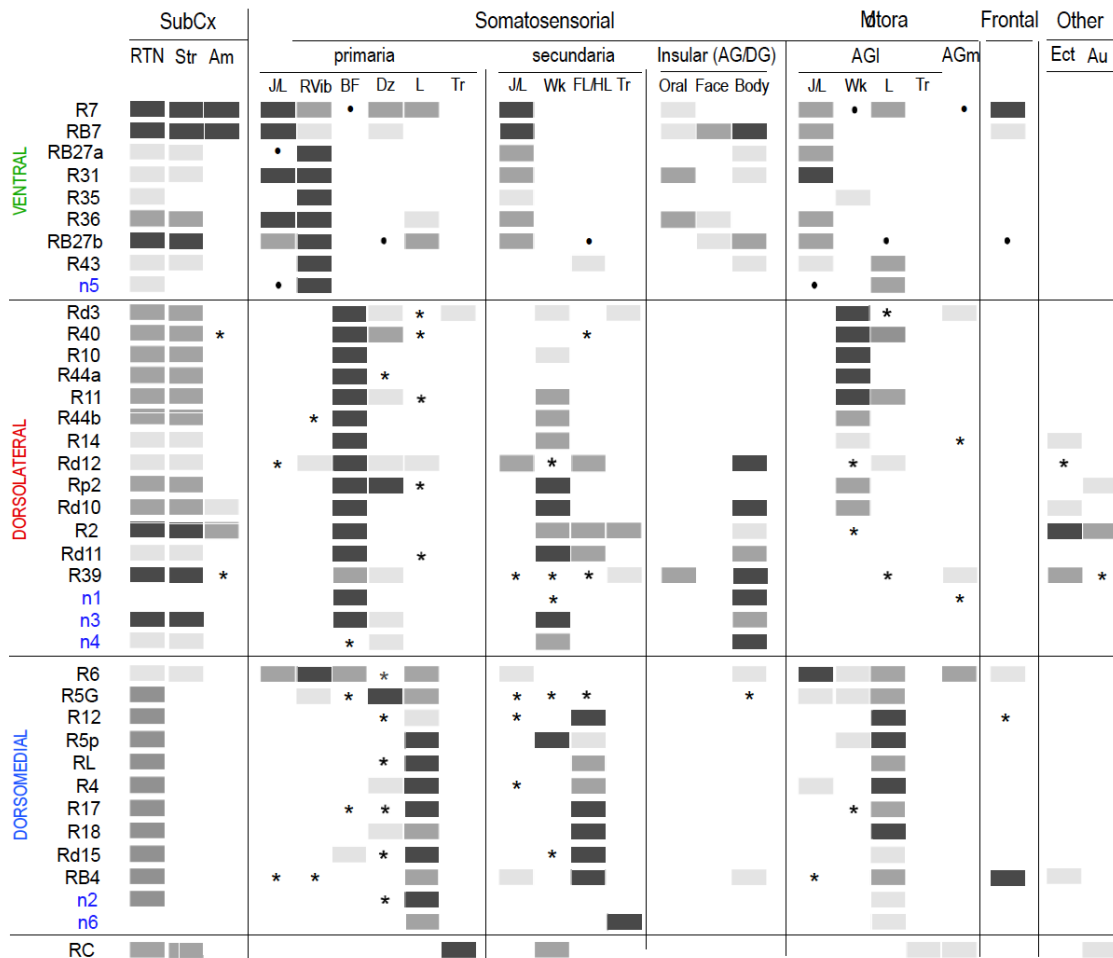 SubCx Somatosensorial Motora Frontal Other
RTN Str Am primaria secundaria Insular (AG/DG) AGl AGm Ect Au
J/L RVib BF Dz L Tr J/L Wk FL/HL Tr Oral Face Body J/L Wk L Tr
VENTRAL
R7 • • •
RB7
RB27a •
R31
R35
R36
RB27b • • • •
R43
n5 • •
DORSOLATERAL
Rd3 * *
R40 * * *
R10
R44a *
R11 *
R44b *
R14 *
Rd12 * * * *
Rp2 *
Rd10
R2 *
Rd11 *
R39 * * * * * *
n1 * *
n3
n4 *
DORSOMEDIAL
R6 *
R5G * * * * *
R12 * * *
R5p
RL *
R4 *
R17 * * *
R18
Rd15 * *
RB4 * * *
n2 *
n6
RC